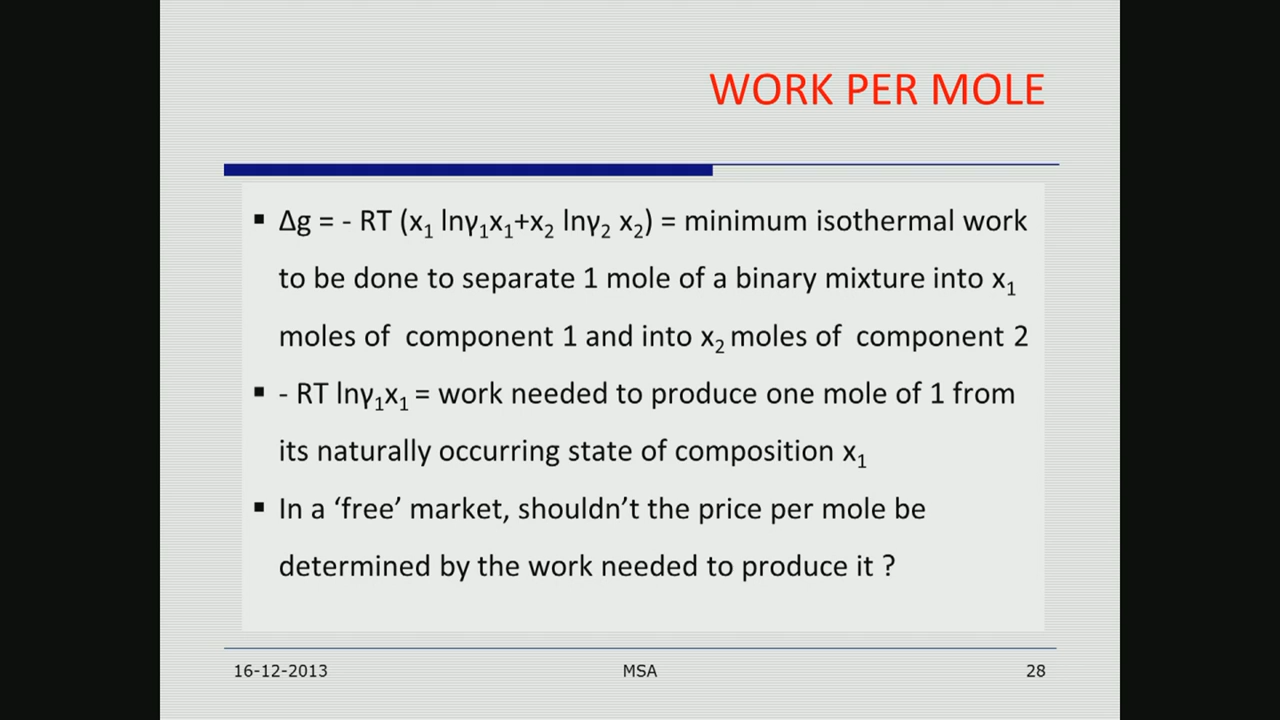 WORK PER MOLE
▪ Δg = - RT (x₁ lnγ₁x₁+x₂ lnγ₂ x₂) = minimum isothermal work
to be done to separate 1 mole of a binary mixture into x₁
moles of component 1 and into x₂ moles of component 2
▪ - RT lnγ₁x₁ = work needed to produce one mole of 1 from
its naturally occurring state of composition x₁
▪ In a ‘free’ market, shouldn’t the price per mole be
determined by the work needed to produce it ?
16-12-2013 MSA 28